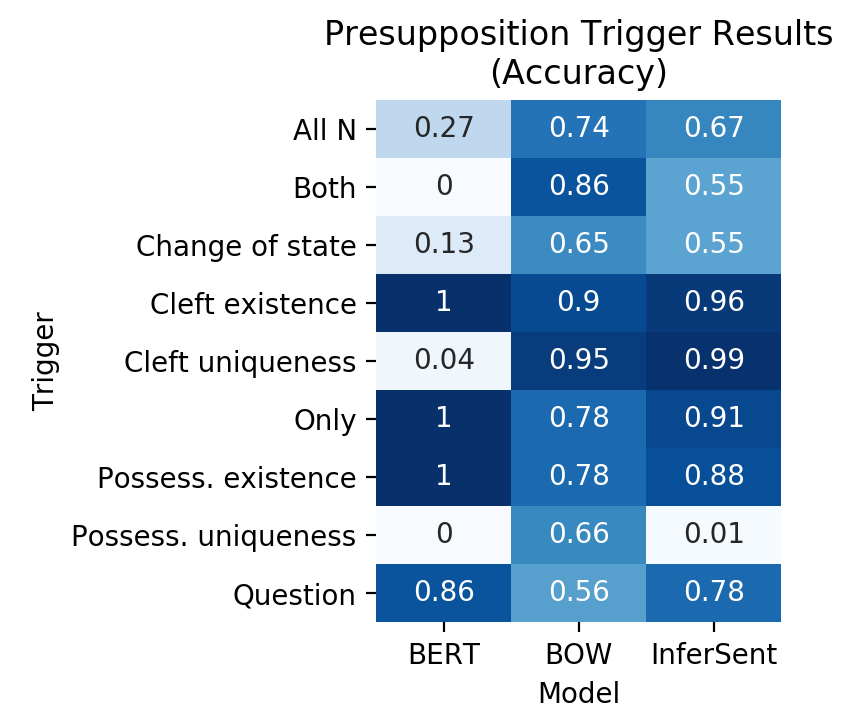 Presupposition Trigger Results
(Accuracy)
Trigger
All N 0.27 0.74 0.67
Both 0 0.86 0.55
Change of state 0.13 0.65 0.55
Cleft existence 1 0.9 0.96
Cleft uniqueness 0.04 0.95 0.99
Only 1 0.78 0.91
Possess. existence 1 0.78 0.88
Possess. uniqueness 0 0.66 0.01
Question 0.86 0.56 0.78
BERT BOW InferSent
Model